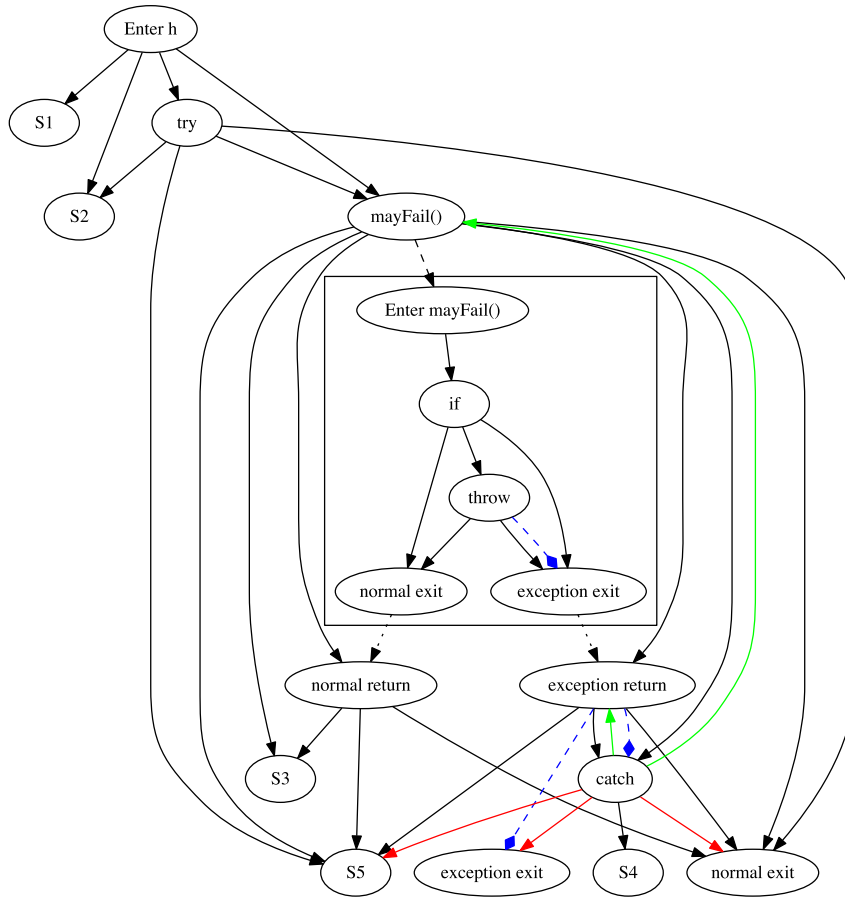 Enter h
S1
try
S2
mayFail()
Enter mayFail()
if
throw
normal exit
exception exit
normal return
exception return
S3
catch
S5
exception exit
S4
normal exit